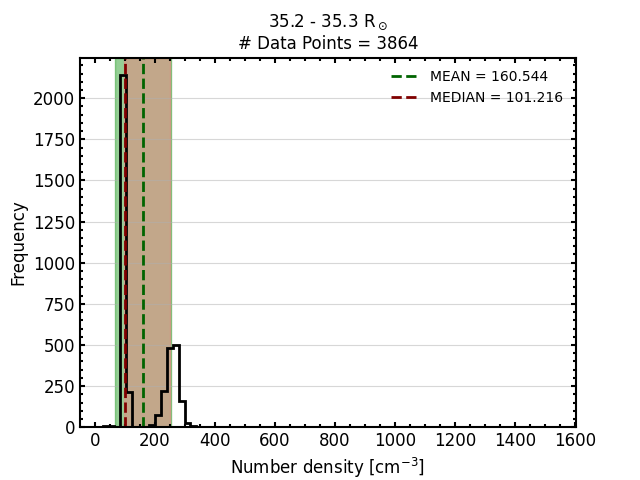 35.2 - 35.3 R⊙
# Data Points = 3864
MEAN = 160.544
MEDIAN = 101.216
Frequency
2000
1750
1500
1250
1000
750
500
250
0
0 200 400 600 800 1000 1200 1400 1600
Number density [cm⁻³]